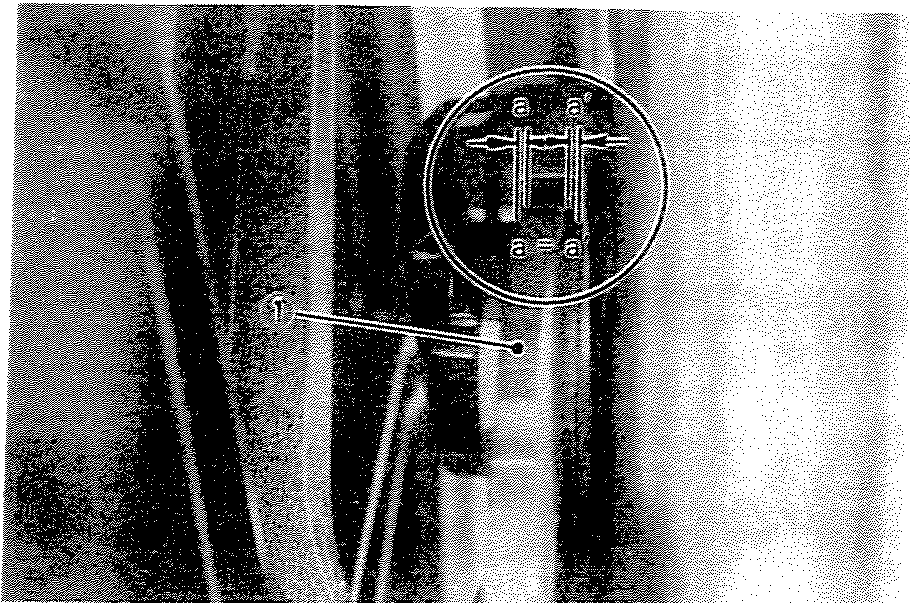 a a'
a = a'
1